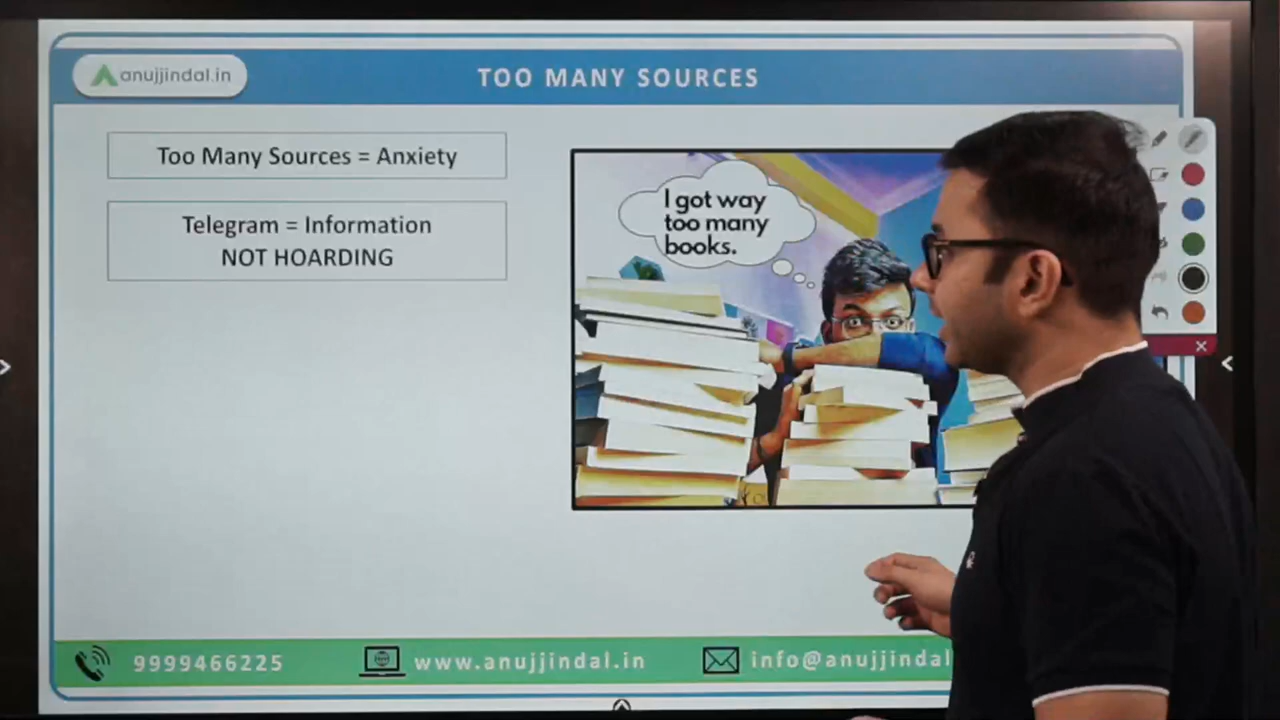 anujjindal.in
TOO MANY SOURCES
Too Many Sources = Anxiety
Telegram = Information
NOT HOARDING
I got way
too many
books.
9999466225
www.anujjindal.in
info@anujjindal